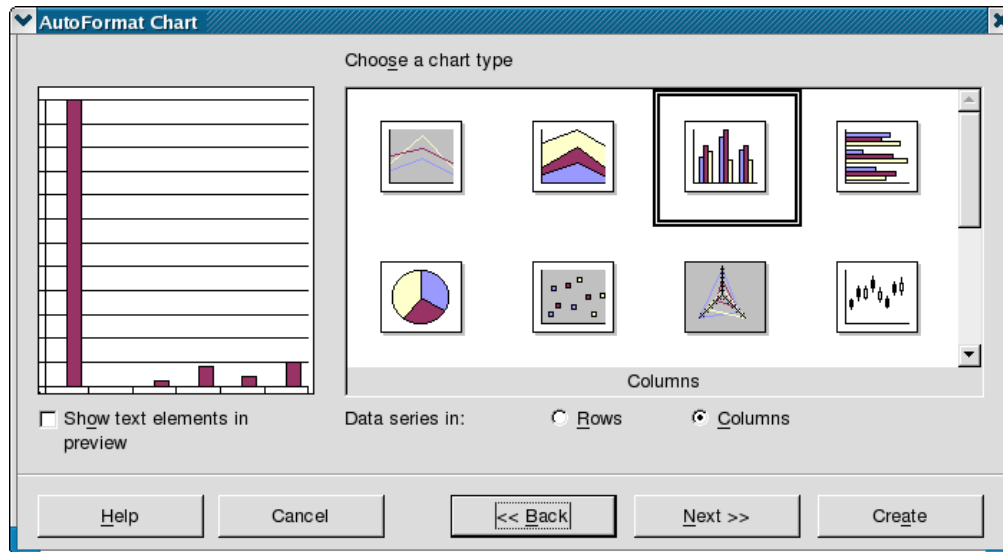 AutoFormat Chart
Choose a chart type
Columns
Show text elements in
preview
Data series in:
Rows
Columns
Help
Cancel
<< Back
Next >>
Create